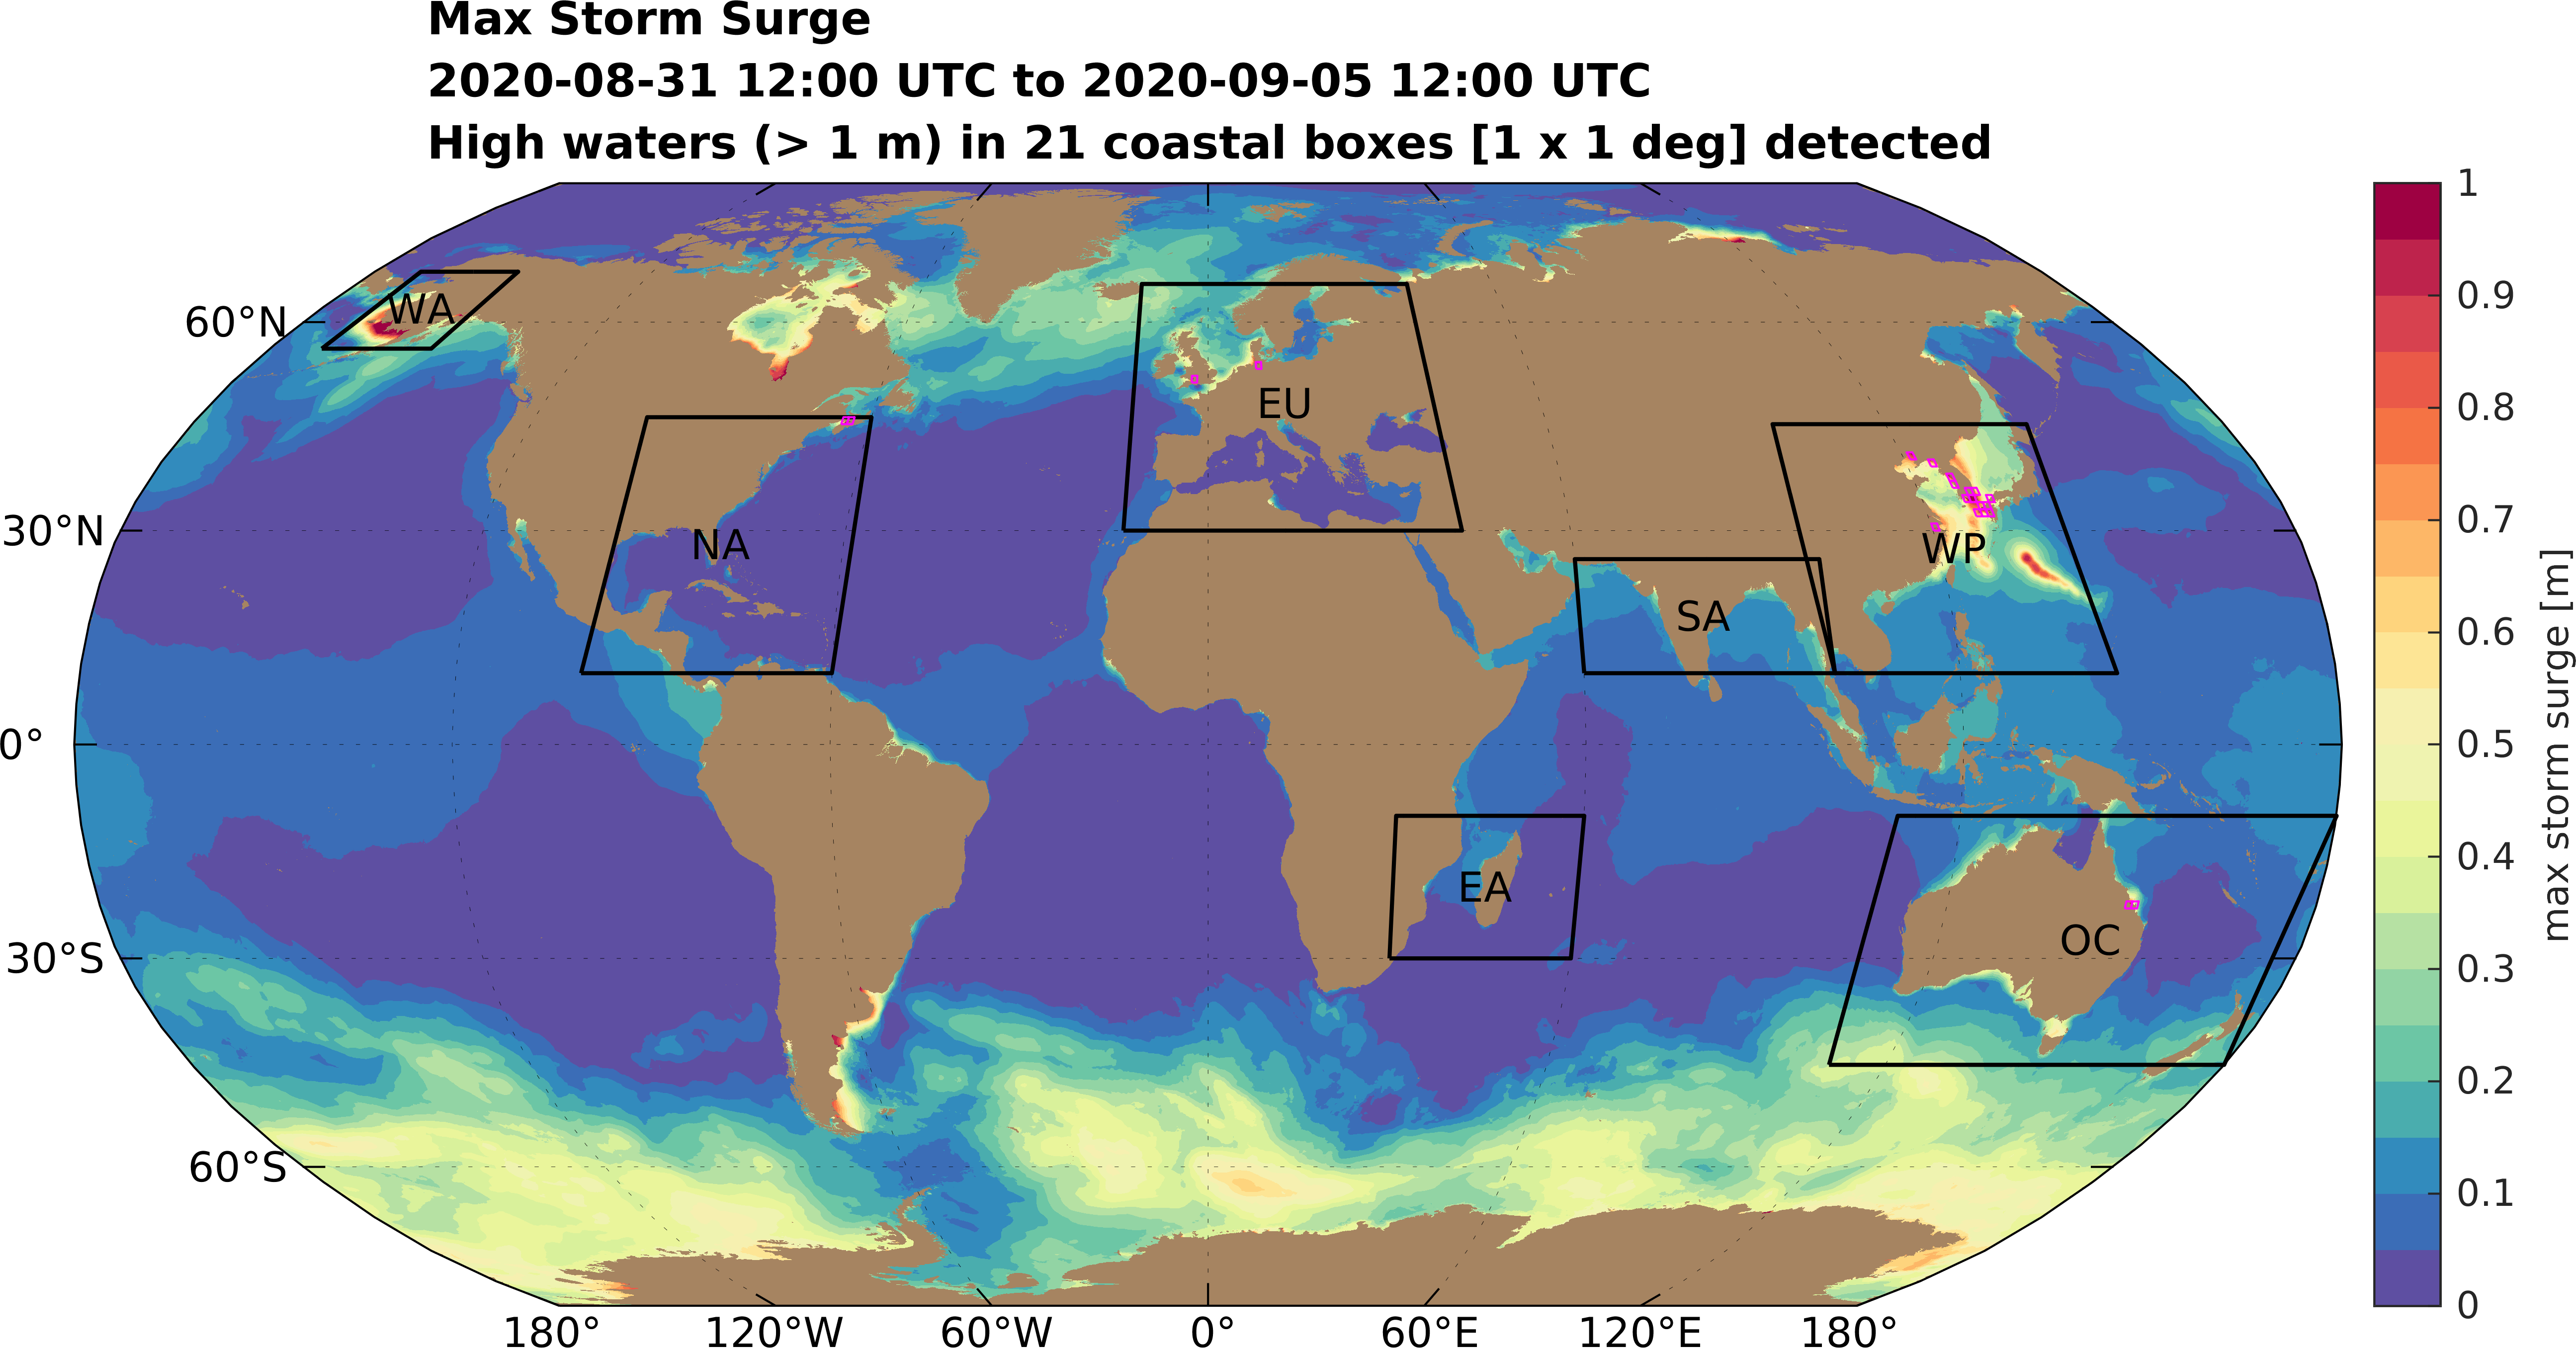 Max Storm Surge
2020-08-31 12:00 UTC to 2020-09-05 12:00 UTC
High waters (> 1 m) in 21 coastal boxes [1 x 1 deg] detected
60°N
30°N
0°
30°S
60°S
WA
NA
EU
SA
WP
EA
OC
180°
120°W
60°W
0°
60°E
120°E
180°
1
0.9
0.8
0.7
0.6
0.5
0.4
0.3
0.2
0.1
0
max storm surge [m]